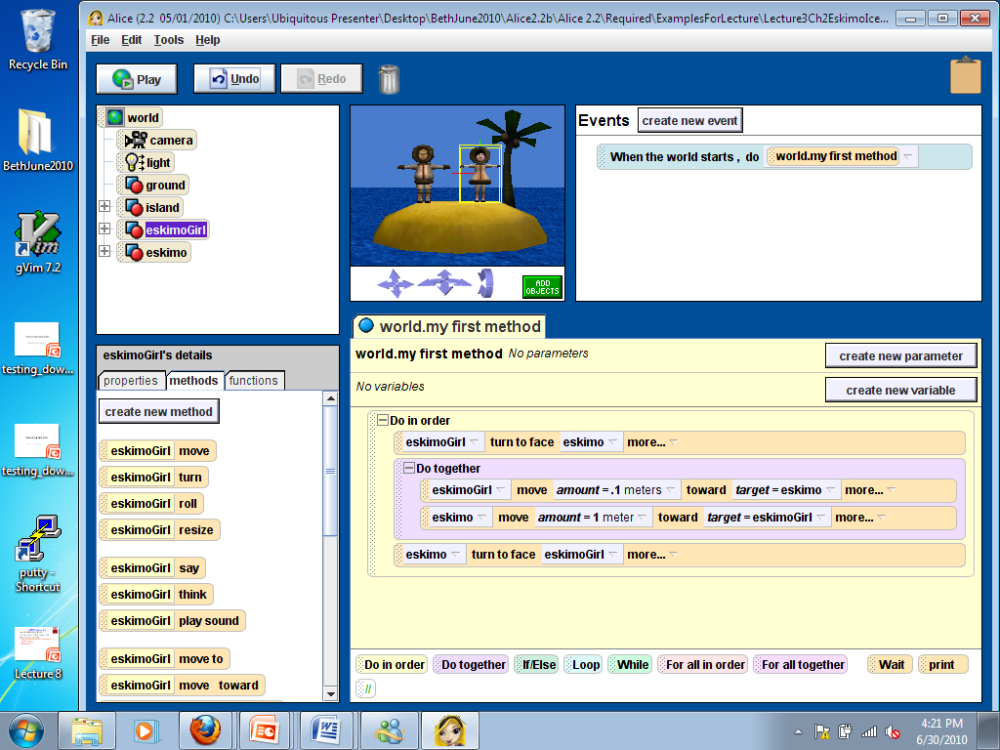 Alice (2.2 05/01/2010) C:\Users\Ubiquitous Presenter\Desktop\BethJune2010\Alice2.2b\Alice 2.2\Required\ExamplesForLecture\Lecture3Ch2EskimoIce...
File Edit Tools Help
Play Undo Redo
Recycle Bin
BethJune2010
gVim 7.2
testing_dow...
testing_dow...
putty -
Shortcut
Lecture 8
world
camera
light
ground
island
eskimoGirl
eskimo
ADD
OBJECTS
Events create new event
When the world starts , do world.my first method
eskimoGirl's details
properties methods functions
create new method
eskimoGirl move
eskimoGirl turn
eskimoGirl roll
eskimoGirl resize
eskimoGirl say
eskimoGirl think
eskimoGirl play sound
eskimoGirl move to
eskimoGirl move toward
world.my first method
world.my first method No parameters create new parameter
No variables create new variable
Do in order
eskimoGirl turn to face eskimo more...
Do together
eskimoGirl move amount = .1 meters toward target = eskimo more...
eskimo move amount = 1 meter toward target = eskimoGirl more...
eskimo turn to face eskimoGirl more...
Do in order Do together If/Else Loop While For all in order For all together Wait print
//
4:21 PM
6/30/2010